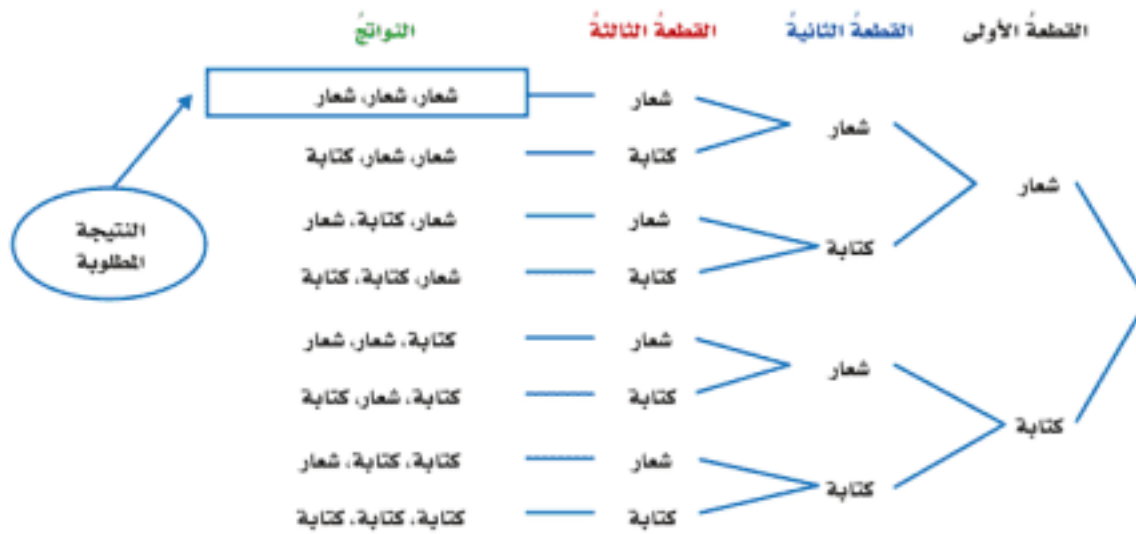 القطعةُ الأولى القطعةُ الثانيةُ القطعةُ الثالثةُ النواتجُ
شعار شعار، شعار، شعار
شعار
كتابة شعار، شعار، كتابة
شعار
شعار شعار، كتابة، شعار
النتيجة
كتابة
المطلوبة
كتابة شعار، كتابة، كتابة
شعار كتابة، شعار، شعار
شعار
كتابة كتابة، شعار، كتابة
كتابة
شعار كتابة، كتابة، شعار
كتابة
كتابة كتابة، كتابة، كتابة